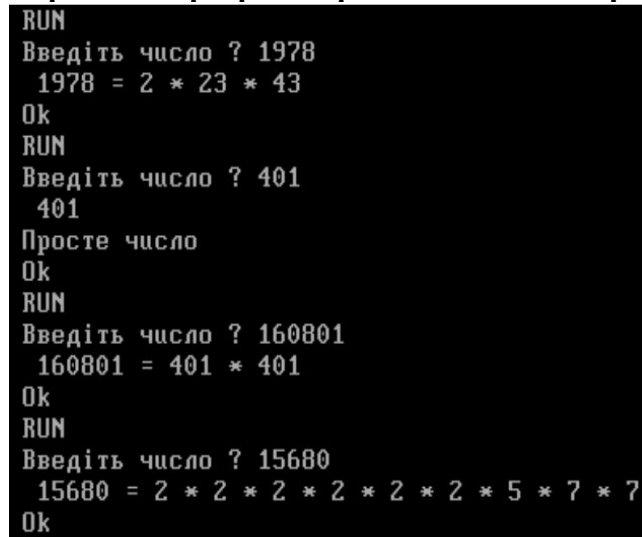 RUN
Введіть число ? 1978
1978 = 2 * 23 * 43
Ok
RUN
Введіть число ? 401
401
Просте число
Ok
RUN
Введіть число ? 160801
160801 = 401 * 401
Ok
RUN
Введіть число ? 15680
15680 = 2 * 2 * 2 * 2 * 2 * 2 * 5 * 7 * 7
Ok